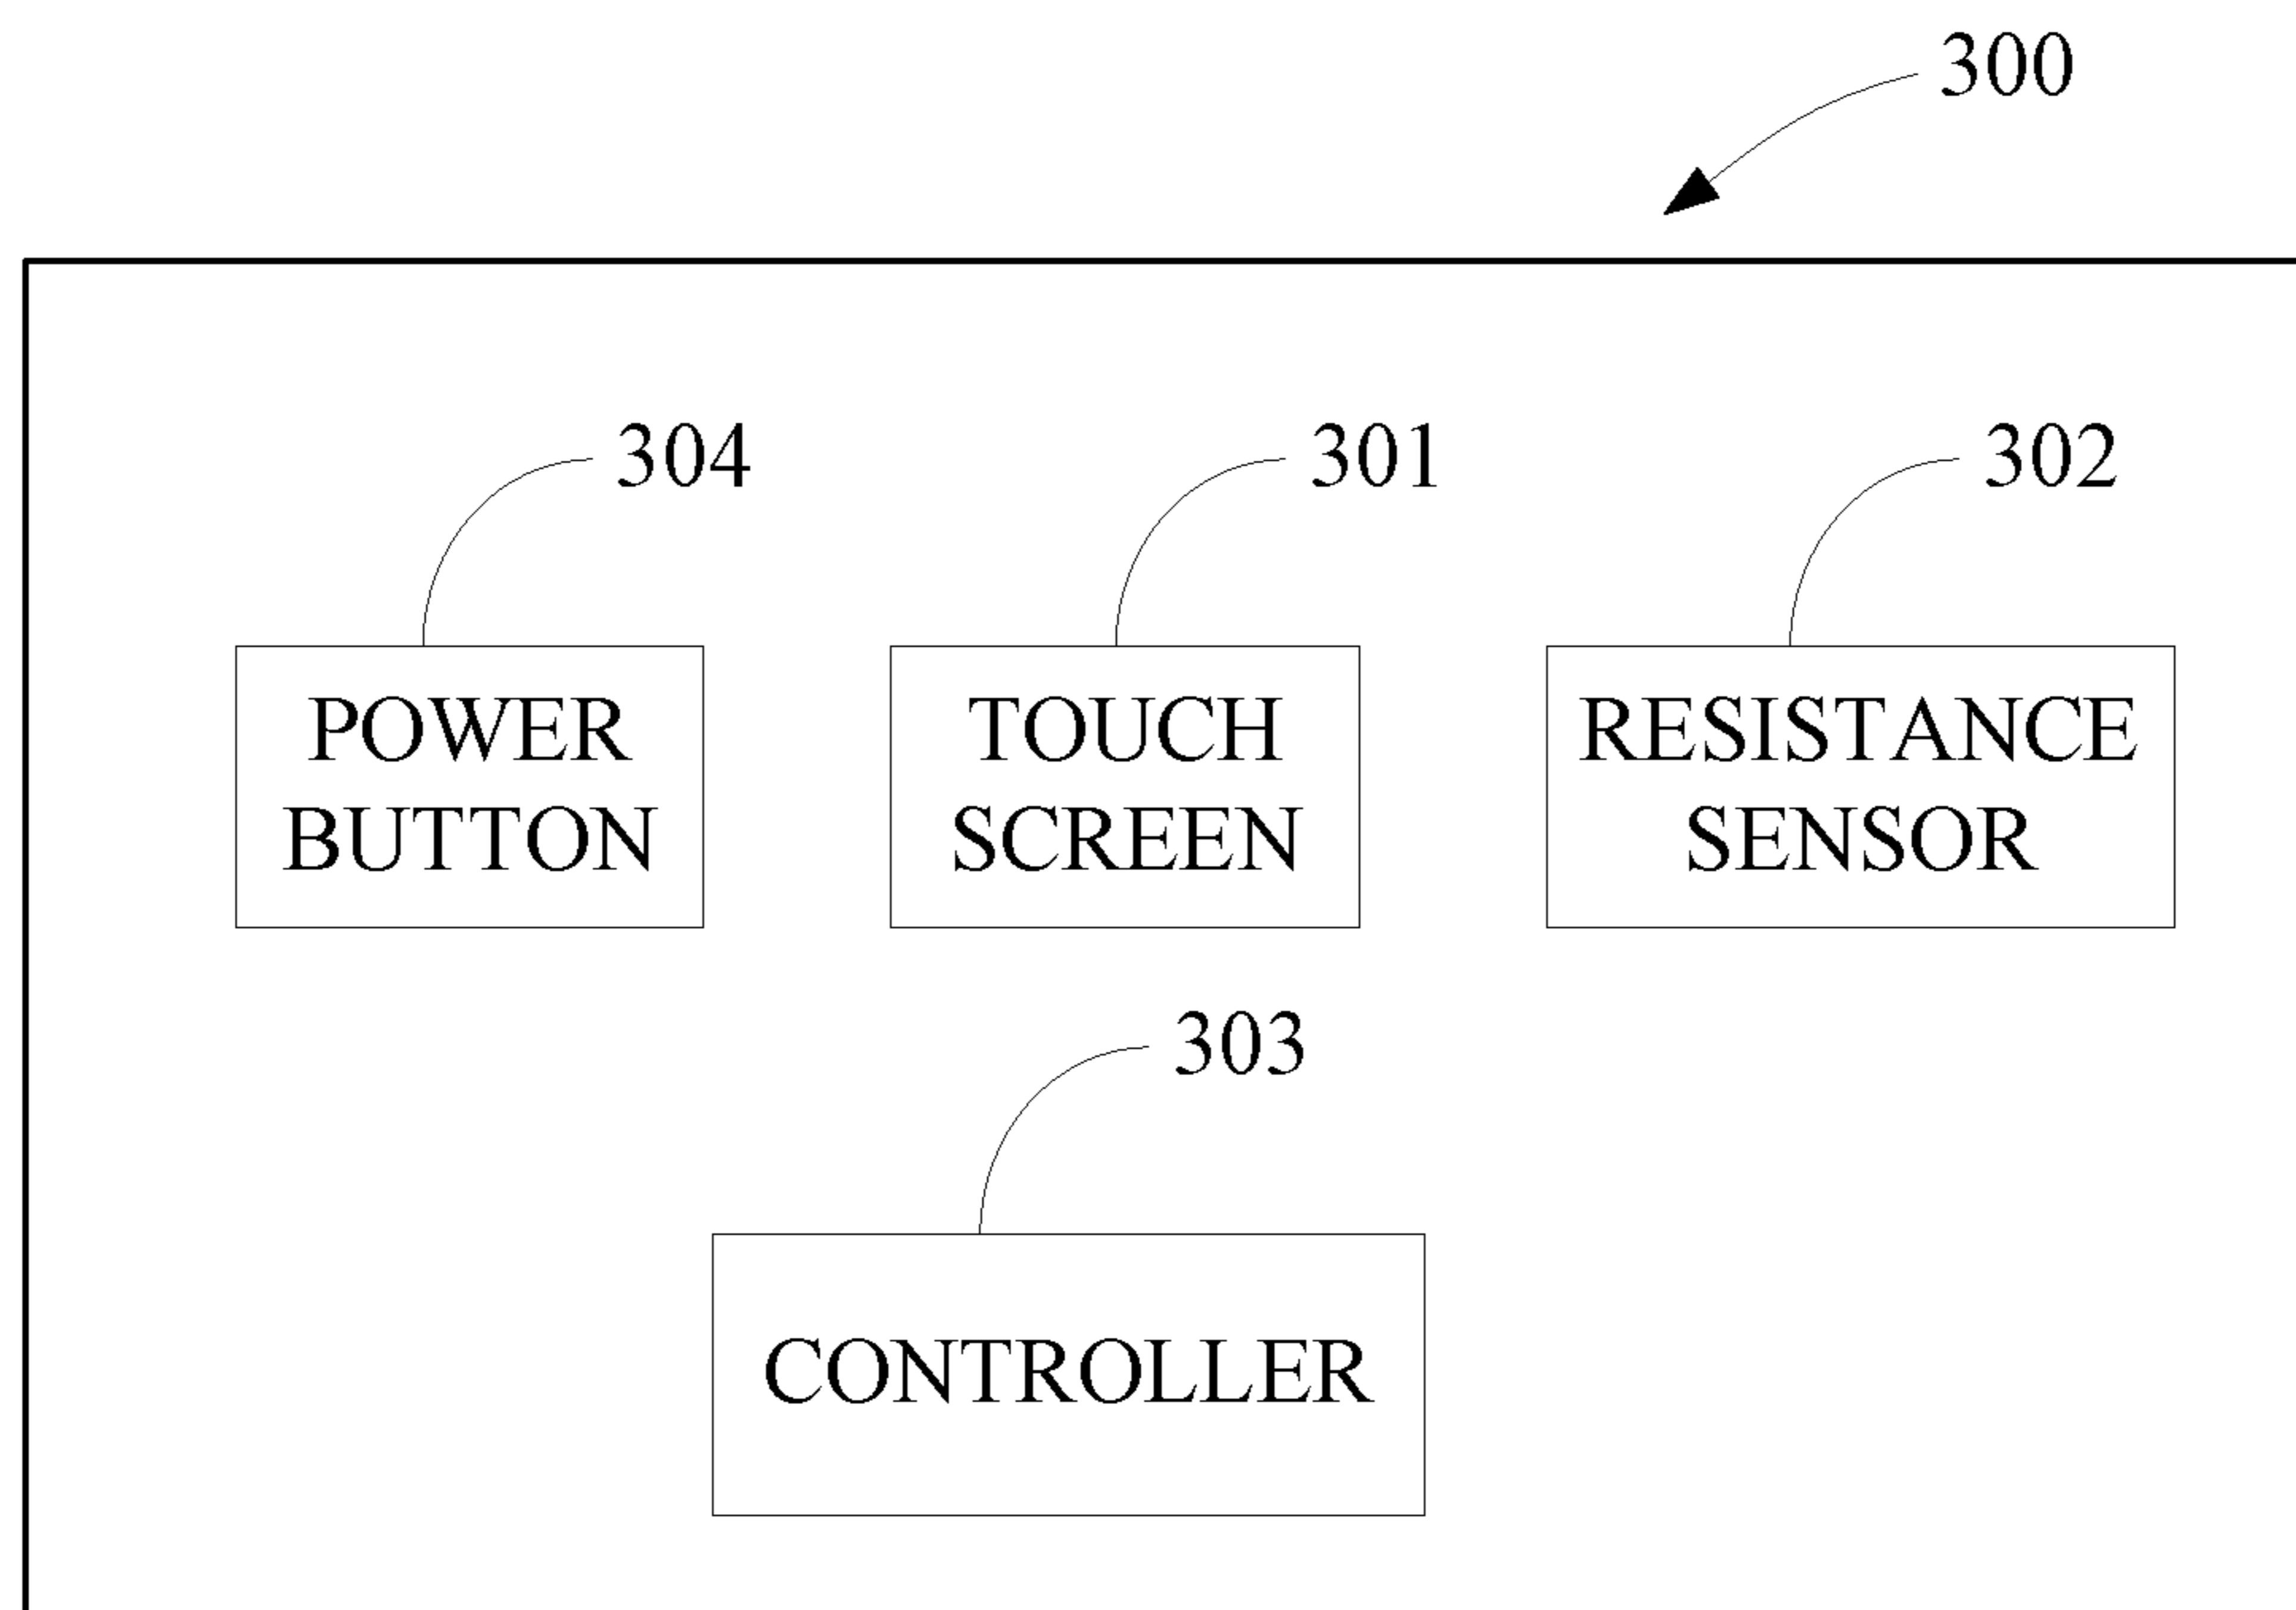 300
304
301
302
POWER
BUTTON
TOUCH
SCREEN
RESISTANCE
SENSOR
303
CONTROLLER